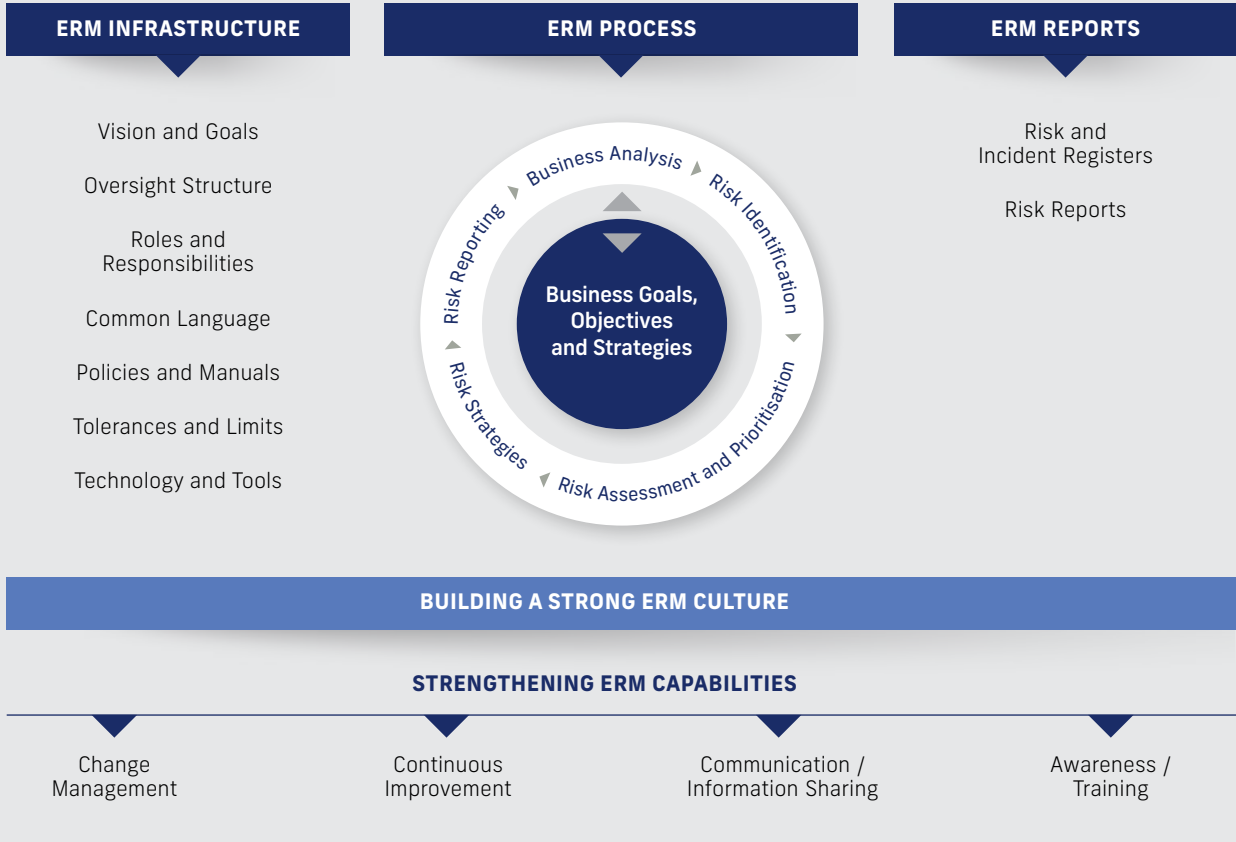 ERM INFRASTRUCTURE
Vision and Goals
Oversight Structure
Roles and
Responsibilities
Common Language
Policies and Manuals
Tolerances and Limits
Technology and Tools
ERM PROCESS
Business Analysis
Risk Identification
Risk Assessment and Prioritisation
Risk Strategies
Risk Reporting
Business Goals,
Objectives
and Strategies
ERM REPORTS
Risk and
Incident Registers
Risk Reports
BUILDING A STRONG ERM CULTURE
STRENGTHENING ERM CAPABILITIES
Change
Management
Continuous
Improvement
Communication /
Information Sharing
Awareness /
Training